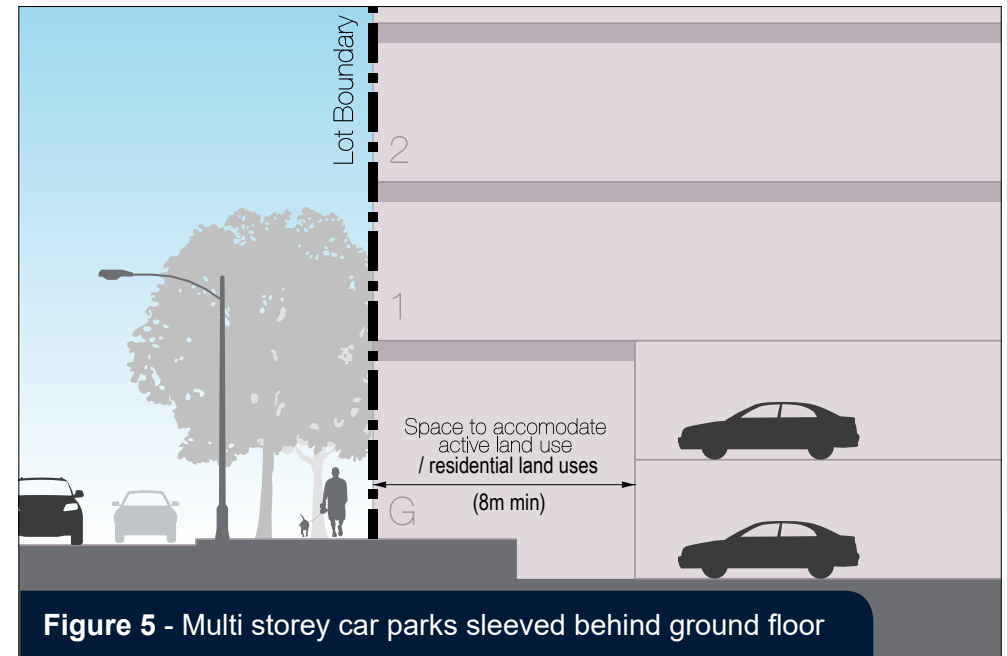 Lot Boundary
2
1
Space to accomodate
active land use
/ residential land uses
(8m min)
G
Figure 5 - Multi storey car parks sleeved behind ground floor